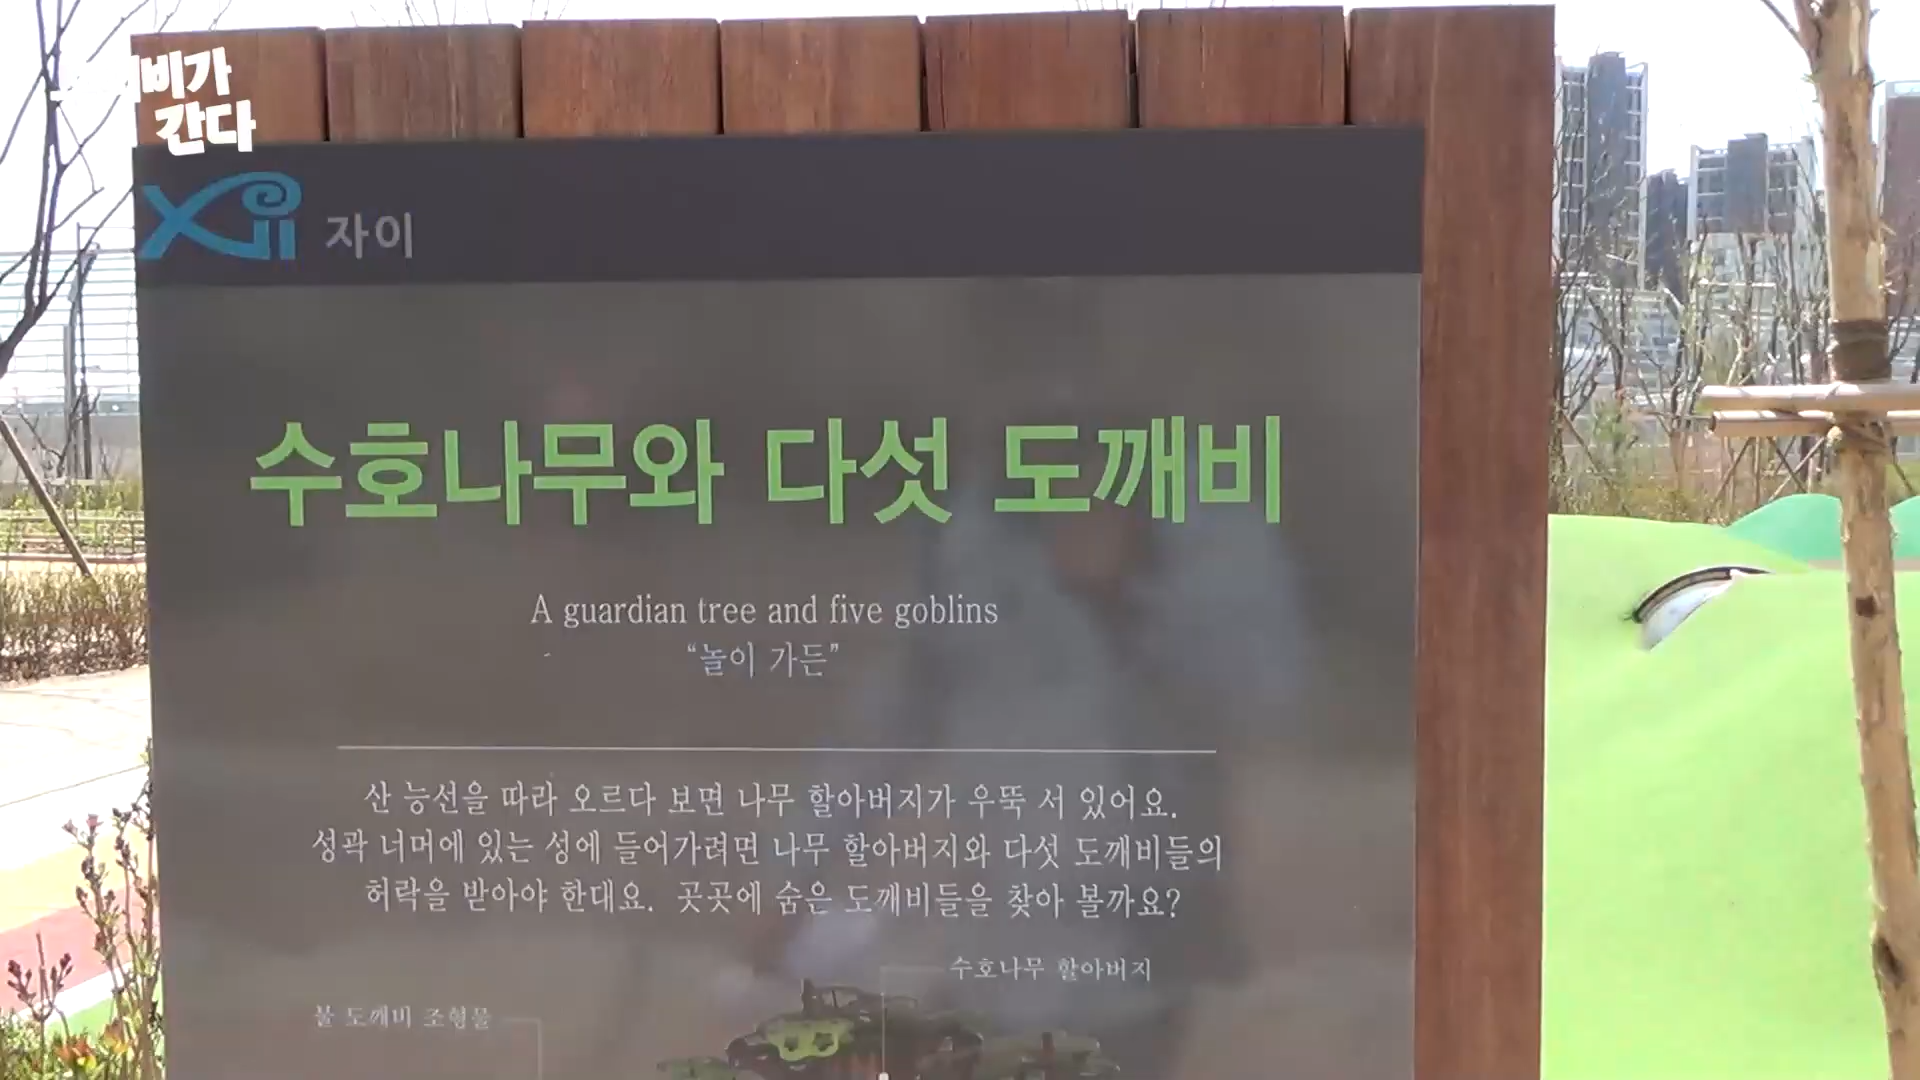 비가
간다
Xii 자이
수호나무와 다섯 도깨비
A guardian tree and five goblins
“놀이 가든”
산 능선을 따라 오르다 보면 나무 할아버지가 우뚝 서 있어요.
성곽 너머에 있는 성에 들어가려면 나무 할아버지와 다섯 도깨비들의
허락을 받아야 한대요. 곳곳에 숨은 도깨비들을 찾아 볼까요?
수호나무 할아버지
불 도깨비 조형물